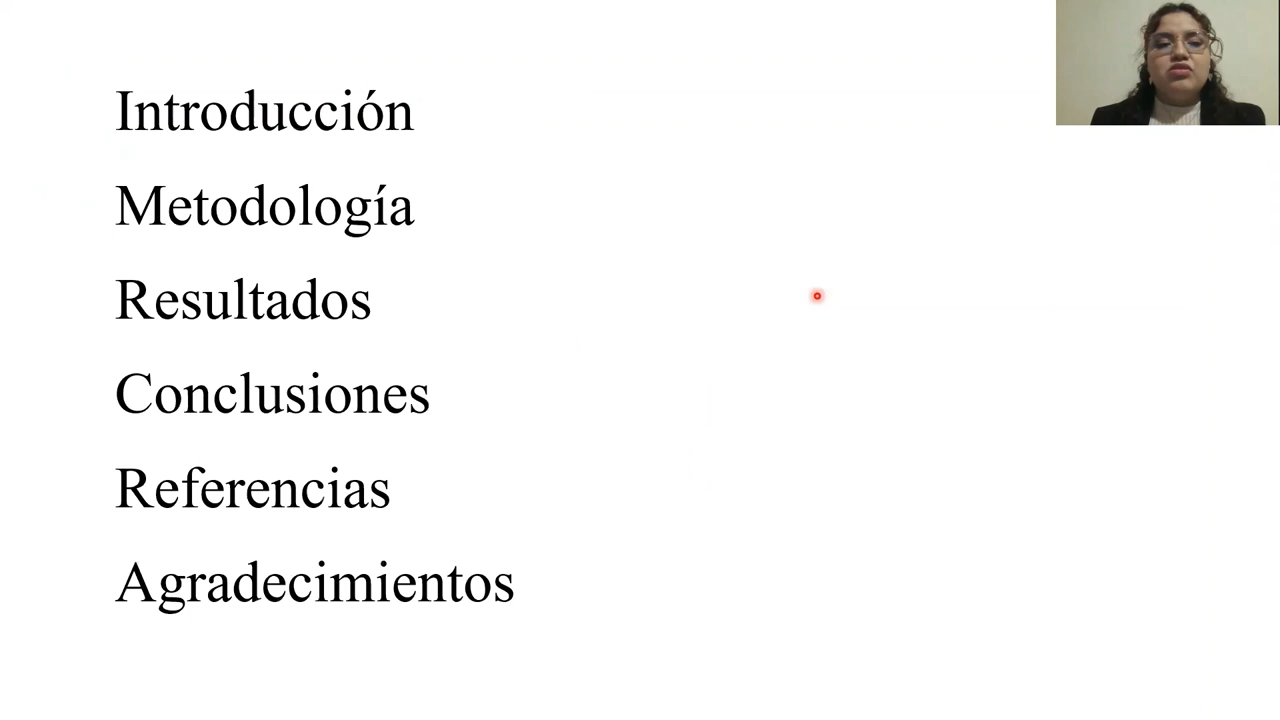 Introducción
Metodología
Resultados
Conclusiones
Referencias
Agradecimientos